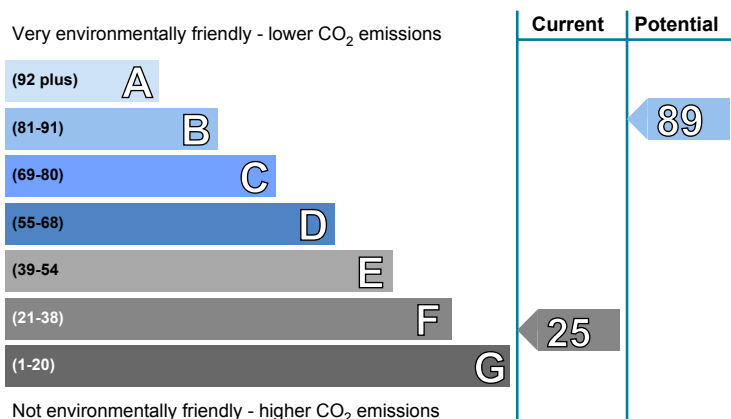 Current Potential
Very environmentally friendly - lower CO2 emissions
(92 plus) A
(81-91) B 89
(69-80) C
(55-68) D
(39-54 E
(21-38) F 25
(1-20) G
Not environmentally friendly - higher CO2 emissions